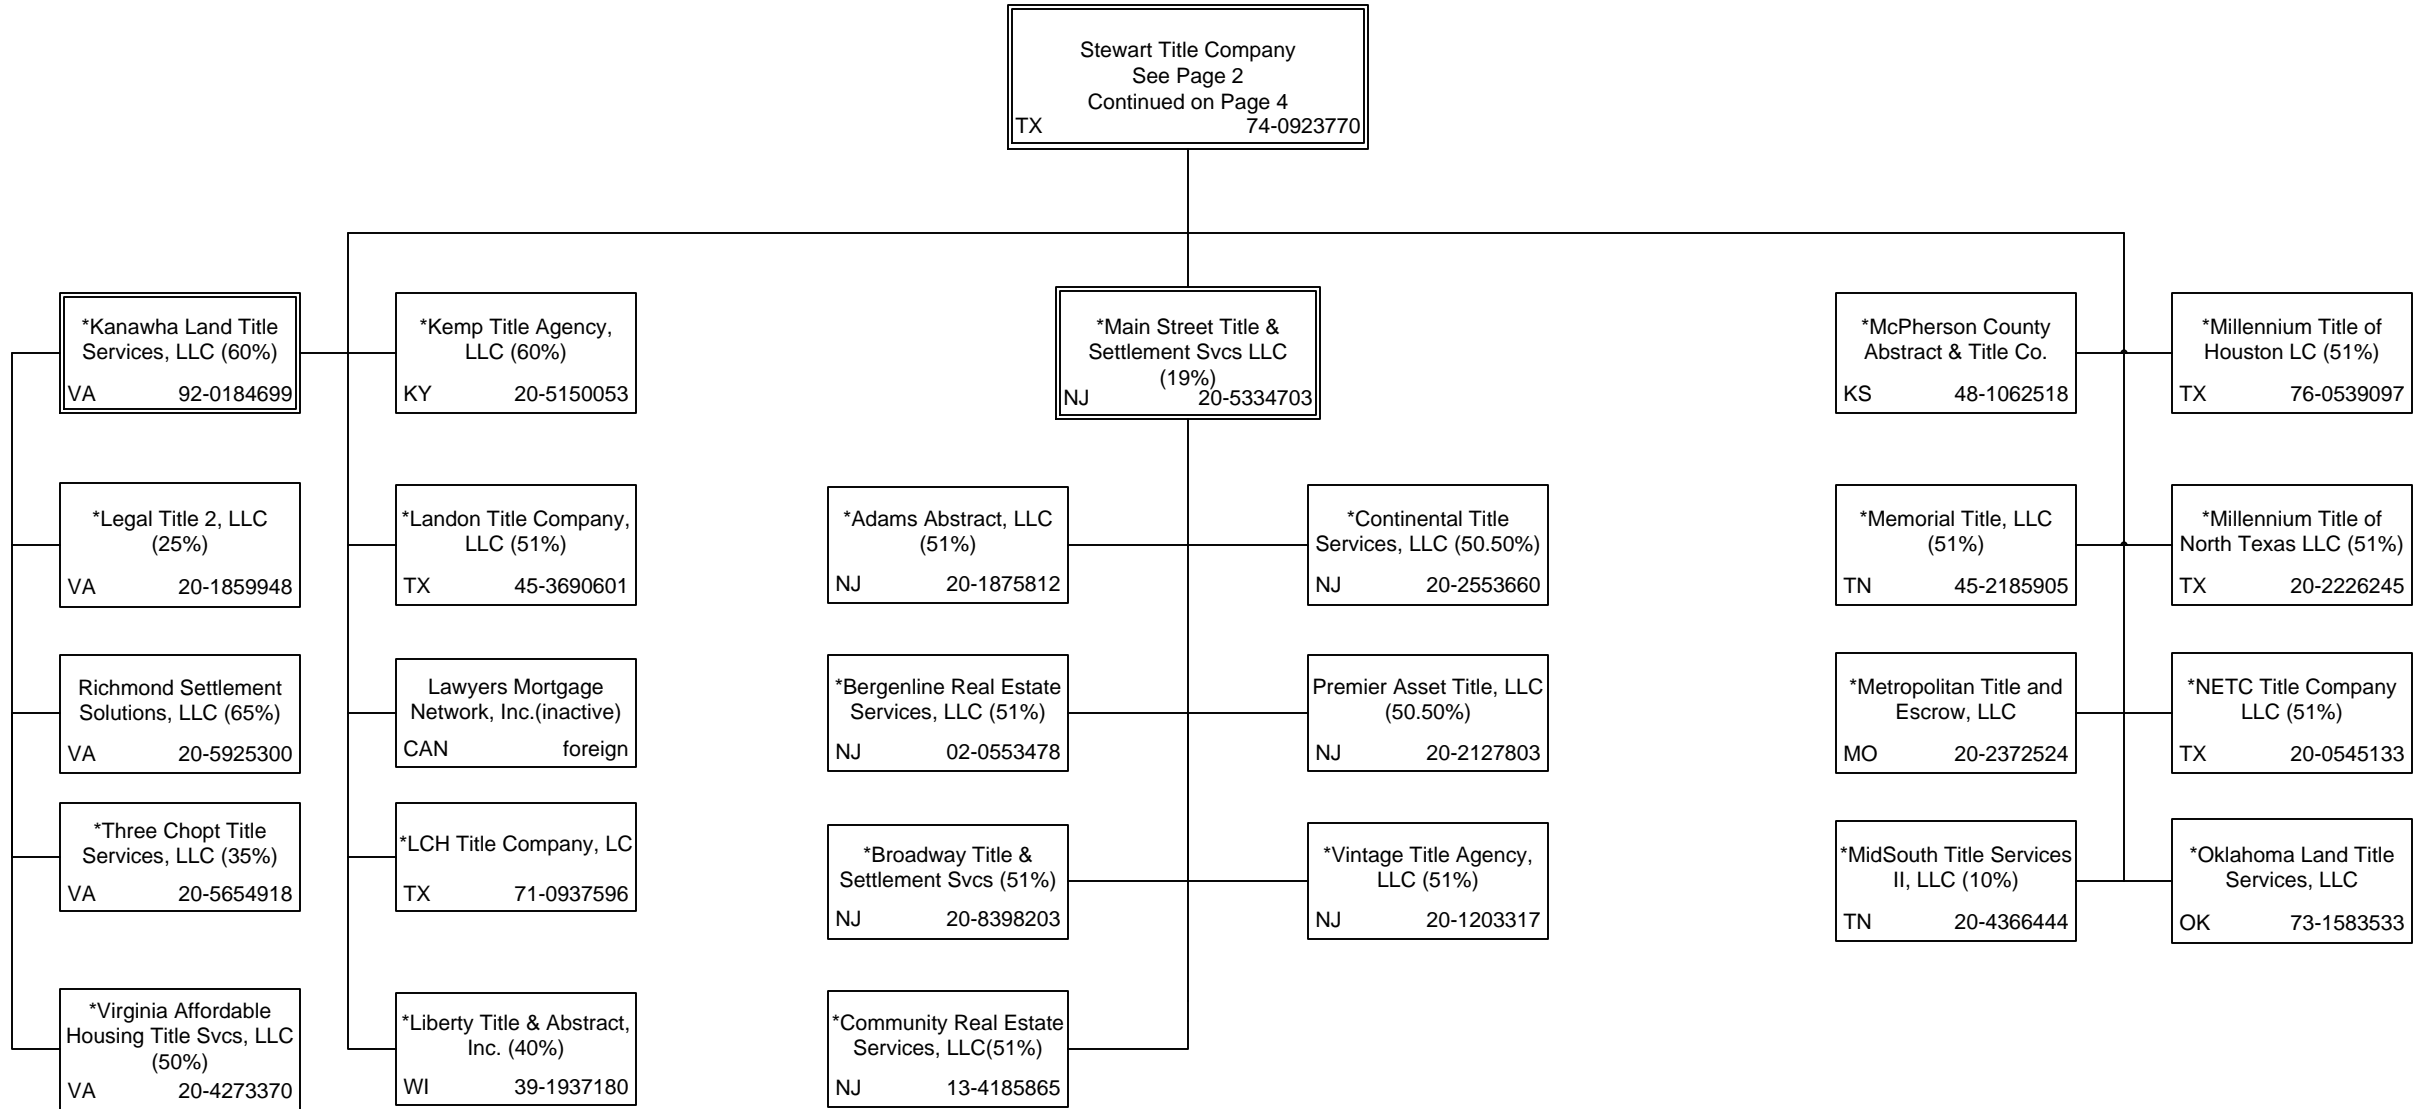 Stewart Title Company
See Page 2
Continued on Page 4
TX 74-0923770
*Kanawha Land Title
Services, LLC (60%)
VA 92-0184699
*Legal Title 2, LLC
(25%)
VA 20-1859948
Richmond Settlement
Solutions, LLC (65%)
VA 20-5925300
*Three Chopt Title
Services, LLC (35%)
VA 20-5654918
*Virginia Affordable
Housing Title Svcs, LLC
(50%)
VA 20-4273370
*Kemp Title Agency,
LLC (60%)
KY 20-5150053
*Landon Title Company,
LLC (51%)
TX 45-3690601
Lawyers Mortgage
Network, Inc.(inactive)
CAN foreign
*LCH Title Company, LC
TX 71-0937596
*Liberty Title & Abstract,
Inc. (40%)
WI 39-1937180
*Main Street Title &
Settlement Svcs LLC
(19%)
NJ 20-5334703
*Adams Abstract, LLC
(51%)
NJ 20-1875812
*Bergenline Real Estate
Services, LLC (51%)
NJ 02-0553478
*Broadway Title &
Settlement Svcs (51%)
NJ 20-8398203
*Community Real Estate
Services, LLC(51%)
NJ 13-4185865
*Continental Title
Services, LLC (50.50%)
NJ 20-2553660
Premier Asset Title, LLC
(50.50%)
NJ 20-2127803
*Vintage Title Agency,
LLC (51%)
NJ 20-1203317
*McPherson County
Abstract & Title Co.
KS 48-1062518
*Memorial Title, LLC
(51%)
TN 45-2185905
*Metropolitan Title and
Escrow, LLC
MO 20-2372524
*MidSouth Title Services
II, LLC (10%)
TN 20-4366444
*Millennium Title of
Houston LC (51%)
TX 76-0539097
*Millennium Title of
North Texas LLC (51%)
TX 20-2226245
*NETC Title Company
LLC (51%)
TX 20-0545133
*Oklahoma Land Title
Services, LLC
OK 73-1583533